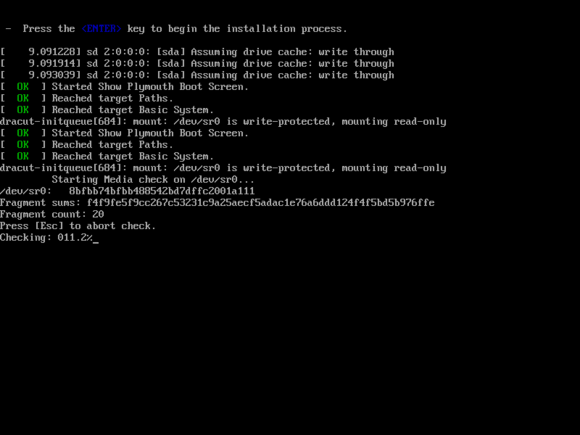 -  Press the <ENTER> key to begin the installation process.
[    9.091228] sd 2:0:0:0: [sda] Assuming drive cache: write through
[    9.091914] sd 2:0:0:0: [sda] Assuming drive cache: write through
[    9.093039] sd 2:0:0:0: [sda] Assuming drive cache: write through
[  OK  ] Started Show Plymouth Boot Screen.
[  OK  ] Reached target Paths.
[  OK  ] Reached target Basic System.
dracut-initqueue[684]: mount: /dev/sr0 is write-protected, mounting read-only
[  OK  ] Started Show Plymouth Boot Screen.
[  OK  ] Reached target Paths.
[  OK  ] Reached target Basic System.
dracut-initqueue[684]: mount: /dev/sr0 is write-protected, mounting read-only
         Starting Media check on /dev/sr0...
/dev/sr0:   8bfbb74bfbb488542bd7dffc2001a111
Fragment sums: f4f9fe5f9cc267c53231c9a25aecf5adac1e76a6ddd124f4f5bd5b976ffe
Fragment count: 20
Press [Esc] to abort check.
Checking: 011.2%_